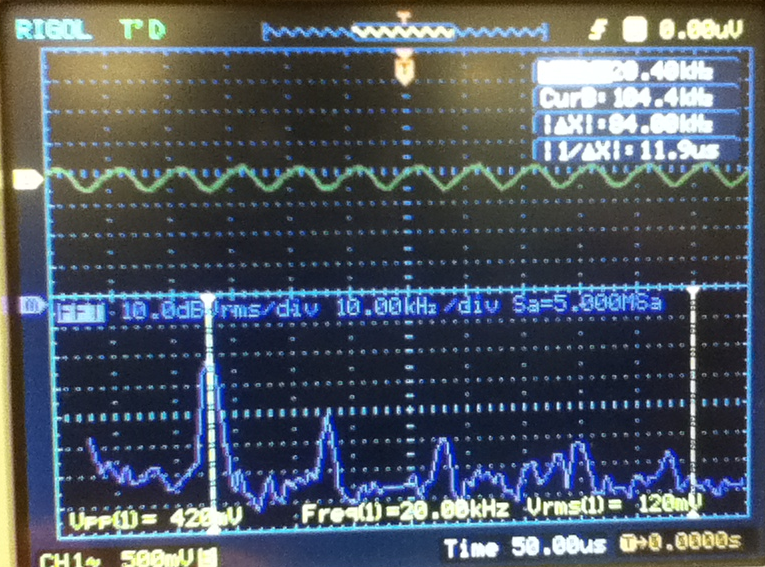 RIGOL T'D 0.00uV
20.40kHz
CurB= 104.4kHz
|ΔX|= 84.00kHz
|1/ΔX|= 11.9us
FFT 10.0dBVrms/div 10.00kHz/div Sa=5.000MSa
Vpp(1)= 420mV Freq(1)=20.00kHz Vrms(1)= 120mV
CH1~ 500mV Time 50.00us T→0.0000s